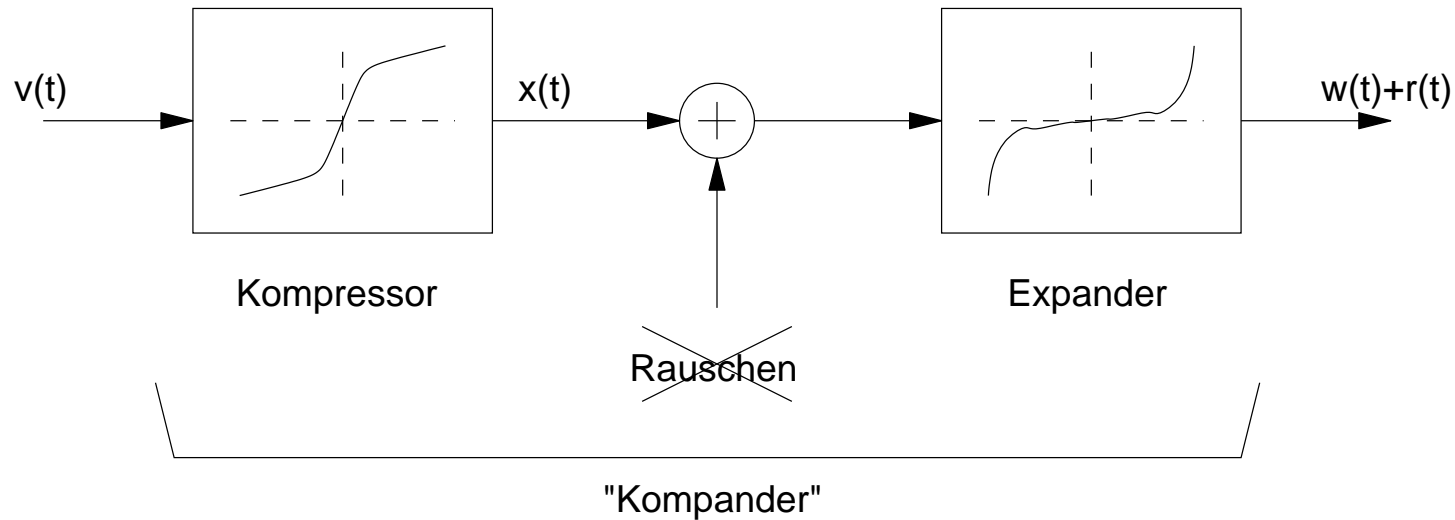 v(t)
x(t)
w(t)+r(t)
Kompressor
Expander
Rauschen
"Kompander"